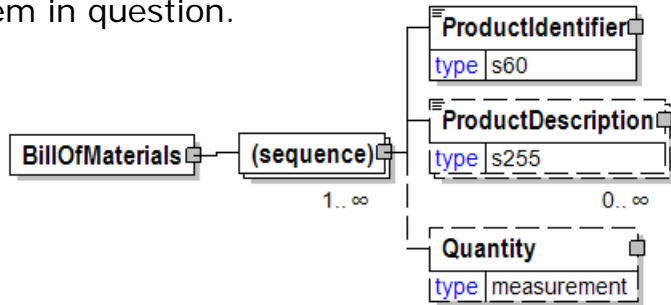 em in question.
ProductIdentifier
type s60
ProductDescription
type s255
0.. ∞
BillOfMaterials
(sequence)
1.. ∞
Quantity
type measurement